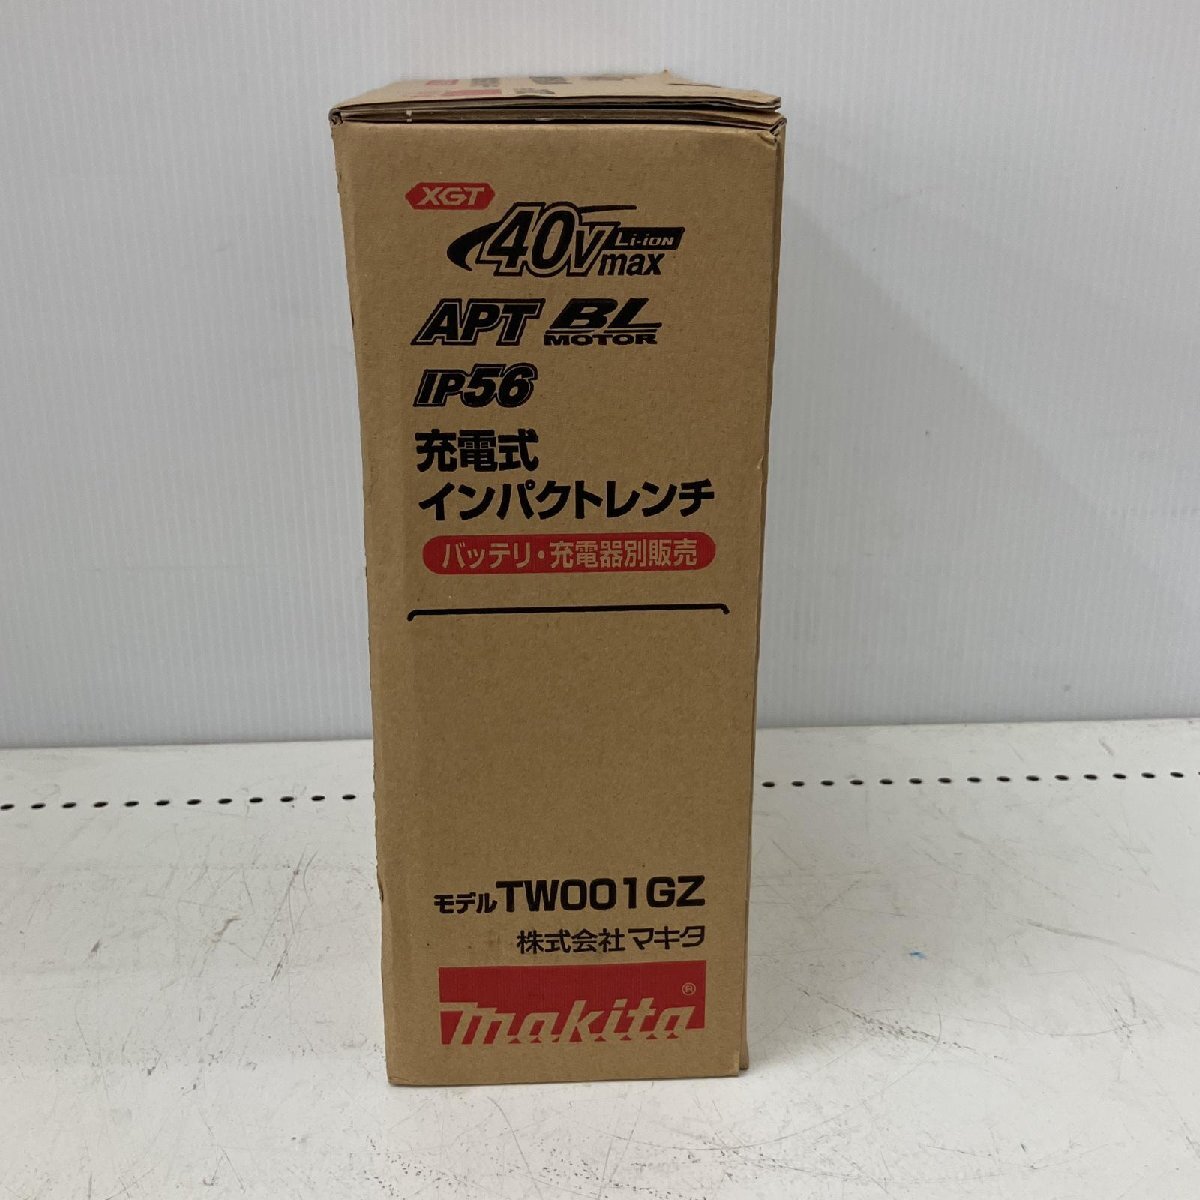 XGT
40Vmax Li-ion
APT BL MOTOR
IP56
充電式
インパクトレンチ
バッテリ・充電器別販売
モデルTW001GZ
株式会社マキタ
makita®